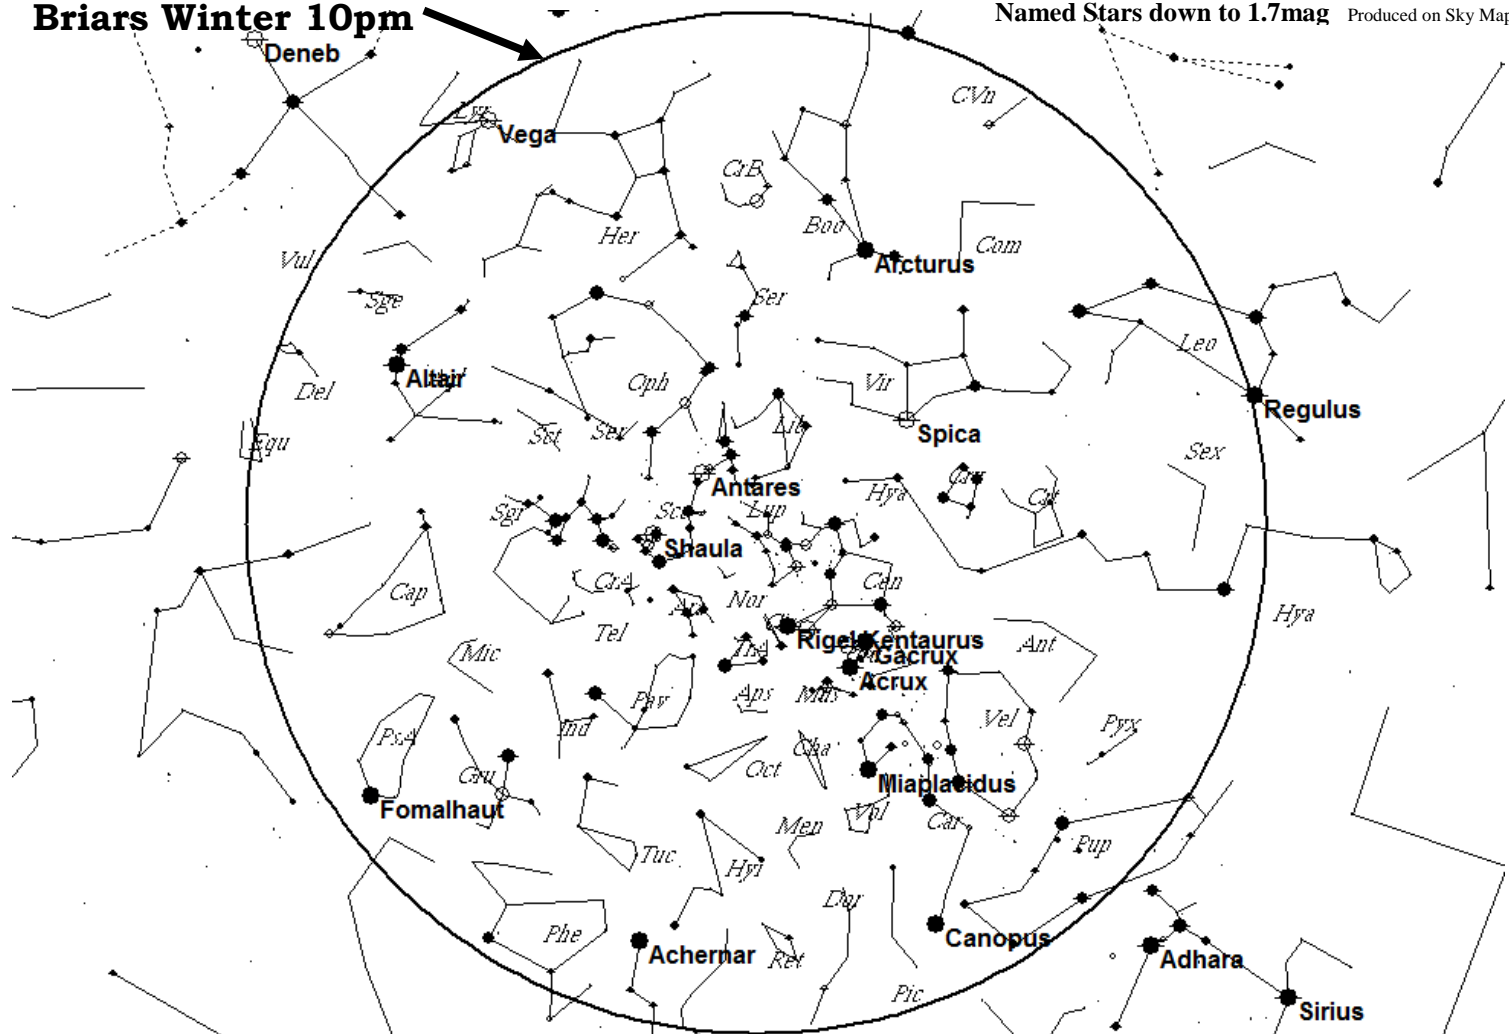 Briars Winter 10pm
Named Stars down to 1.7mag Produced on Sky Map
Deneb
CVn
Lyr
Vega
CrB
Boo
Her
Com
Arcturus
Vul
Sge
Ser
Leo
Del
Altair
Oph
Vir
Regulus
Equ
Sct
Ser
Lib
Spica
Sex
Antares
Hya
Crv
Crt
Sgr
Sco
Lup
Shaula
Cap
CrA
Nor
Cen
Hya
Ara
Tel
Rigel Kentaurus
Ant
Mic
TrA
Gacrux
Acrux
Pav
Aps
Mus
Ind
Vel
Pyx
PsA
Cha
Oct
Gru
Miaplacidus
Fomalhaut
Vol
Car
Men
Pup
Tuc
Hyi
Dor
Phe
Achernar
Canopus
Ret
Adhara
Pic
Sirius